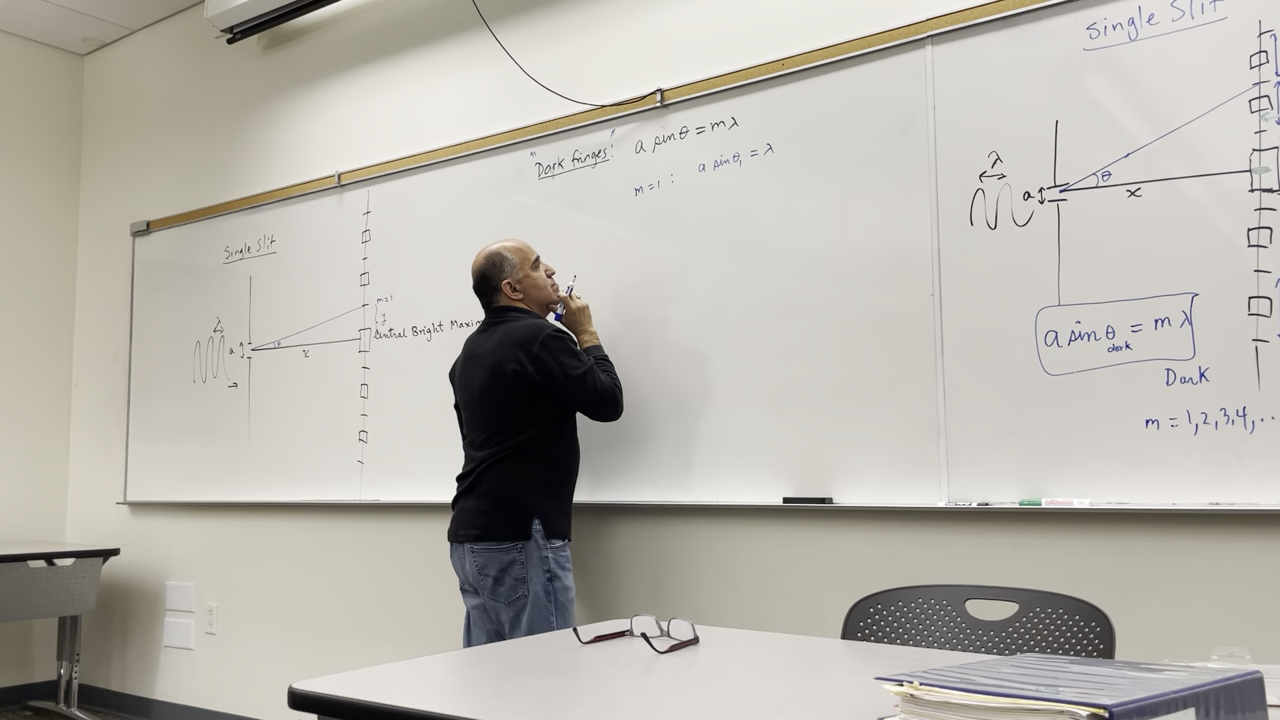 Single Slit
λ
a
θ
x
m=1
y
Central Bright Maxim
"Dark fringes": a sinθ = mλ
m=1 : a sinθ₁ = λ
Single Slit
λ
a
θ
x
a sinθ dark = mλ
Dark
m = 1,2,3,4,..